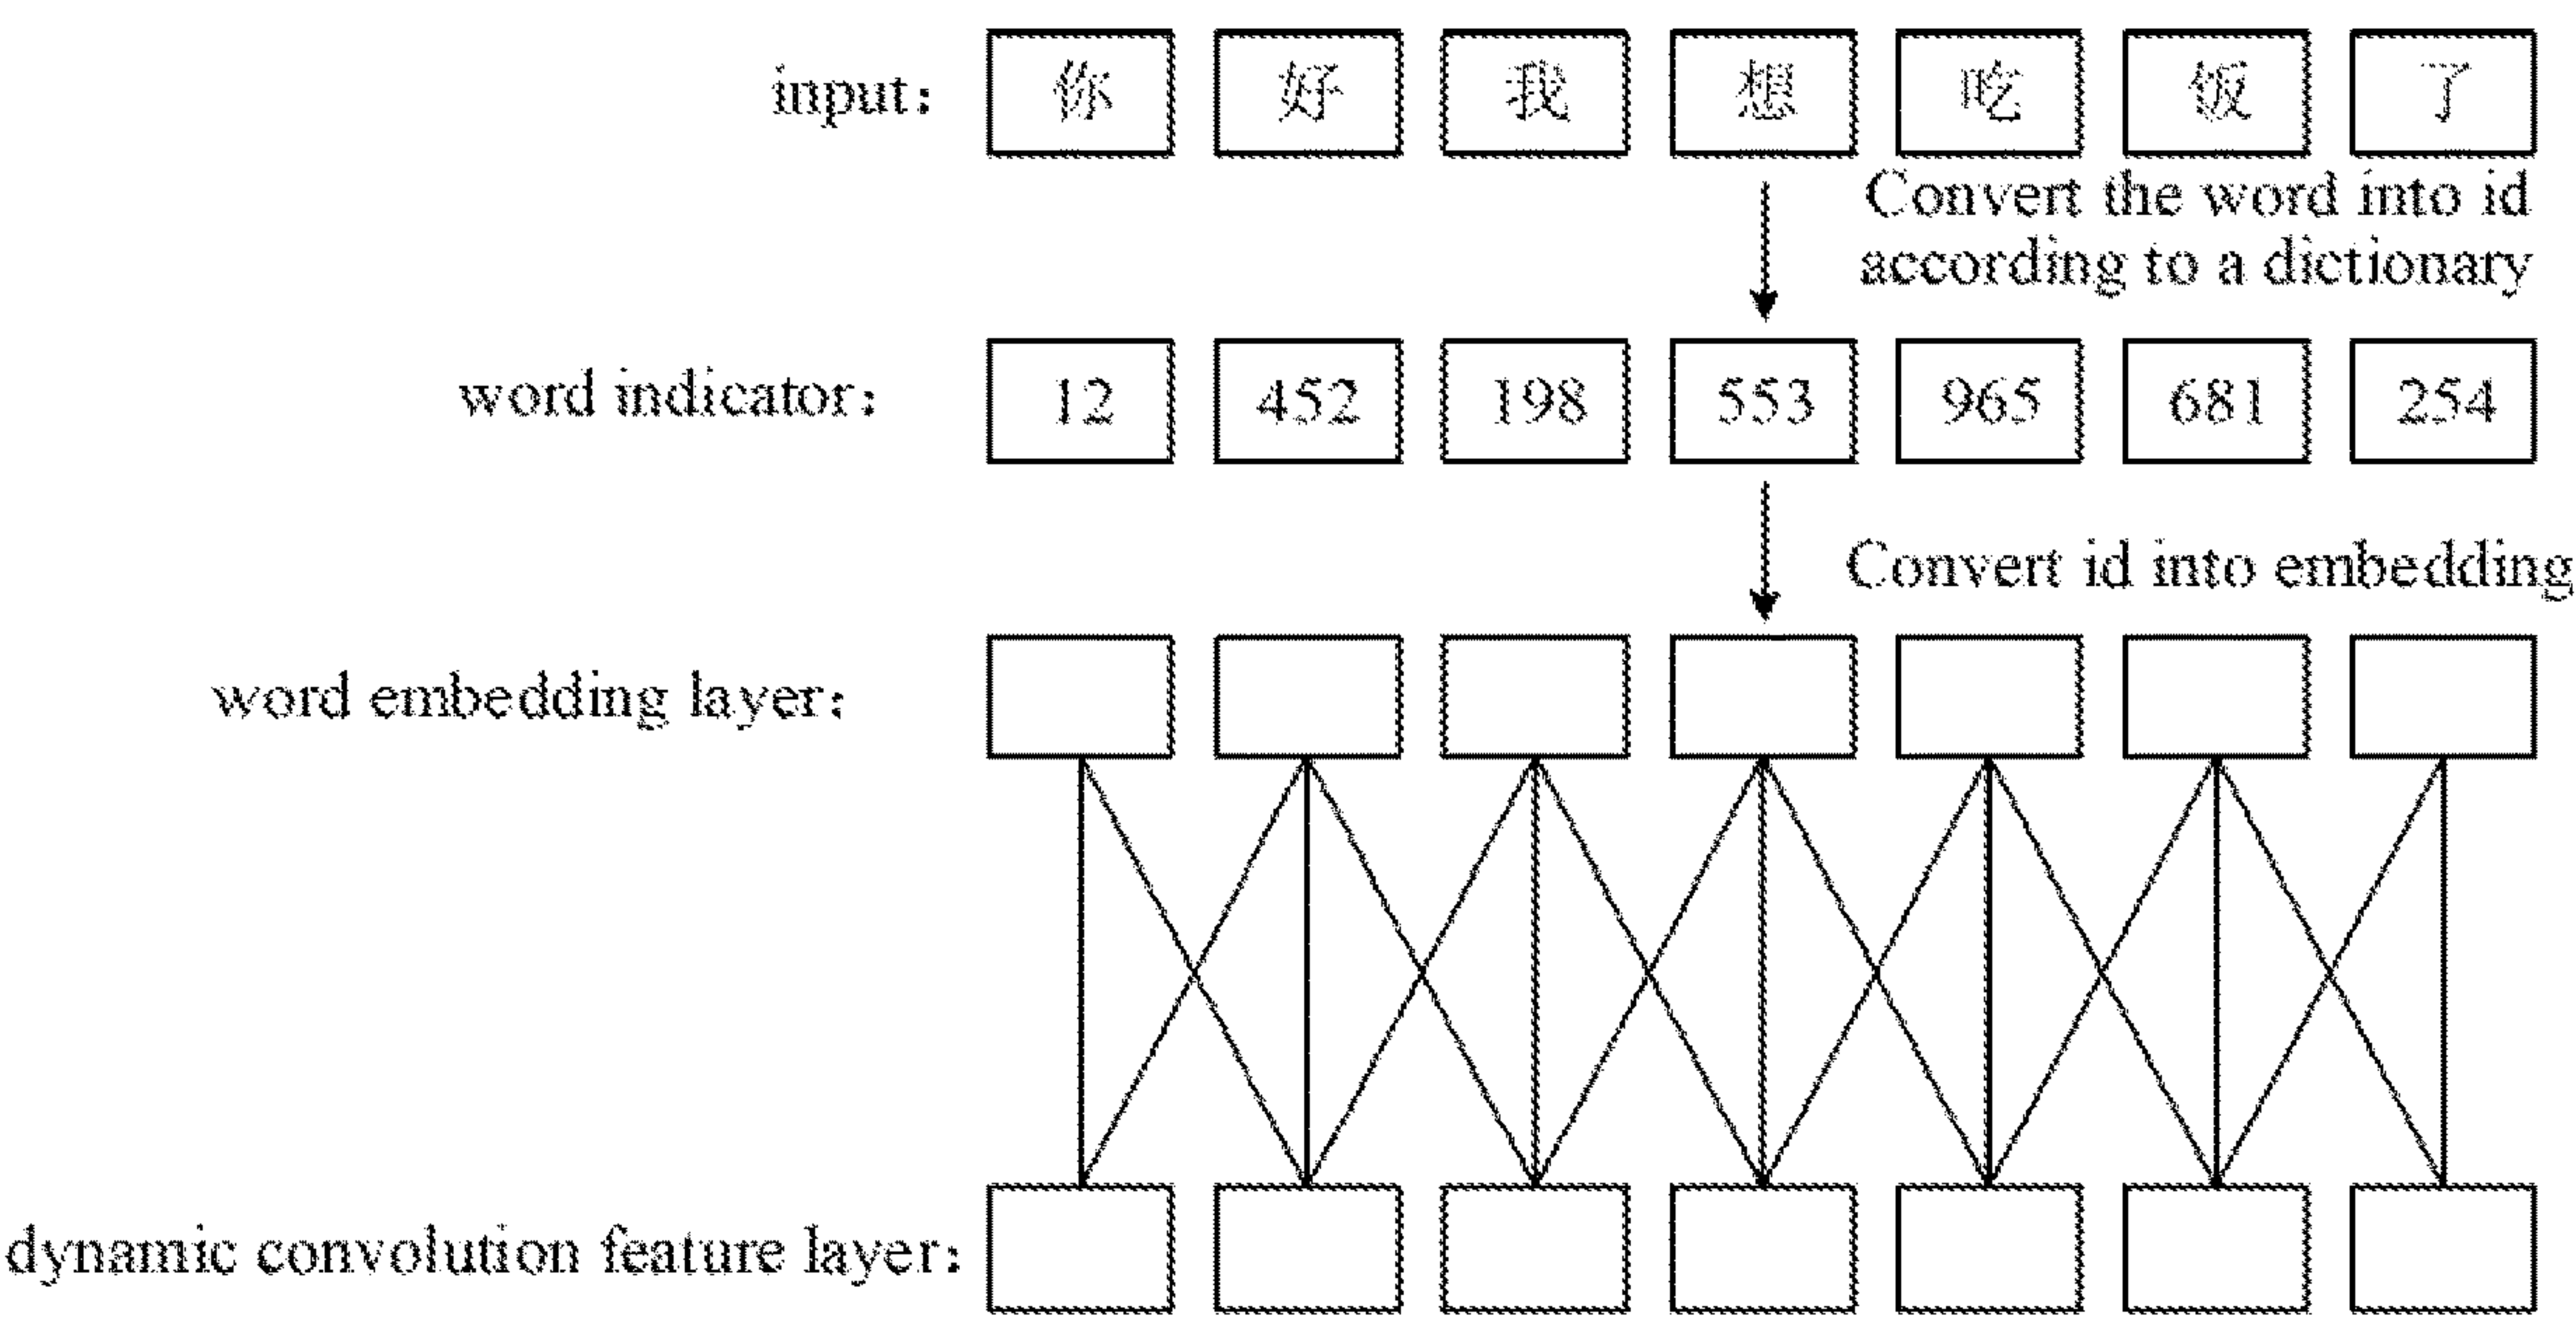 input: 你 好 我 想 吃 饭 了
Convert the word into id
according to a dictionary
word indicator: 12 452 198 553 965 681 254
Convert id into embedding
word embedding layer:
dynamic convolution feature layer: